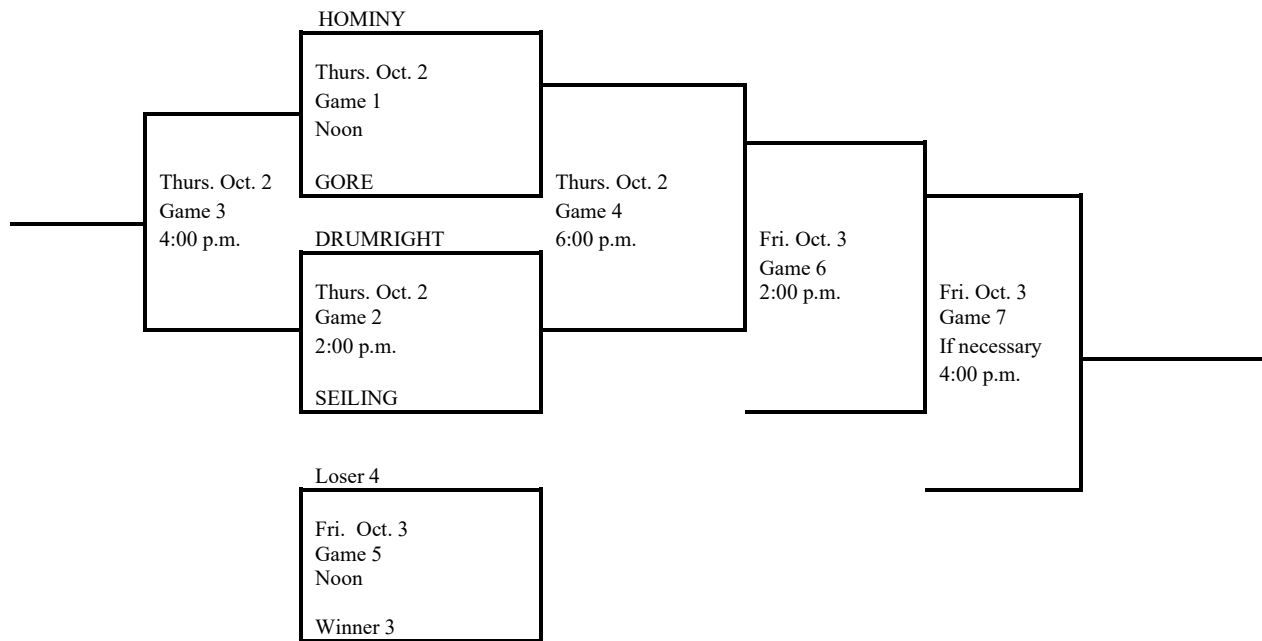 HOMINY
Thurs. Oct. 2
Game 1
Noon
GORE
Thurs. Oct. 2
Game 3
4:00 p.m.
DRUMRIGHT
Thurs. Oct. 2
Game 2
2:00 p.m.
SEILING
Thurs. Oct. 2
Game 4
6:00 p.m.
Fri. Oct. 3
Game 6
2:00 p.m.
Fri. Oct. 3
Game 7
If necessary
4:00 p.m.
Loser 4
Fri.  Oct. 3
Game 5
Noon
Winner 3